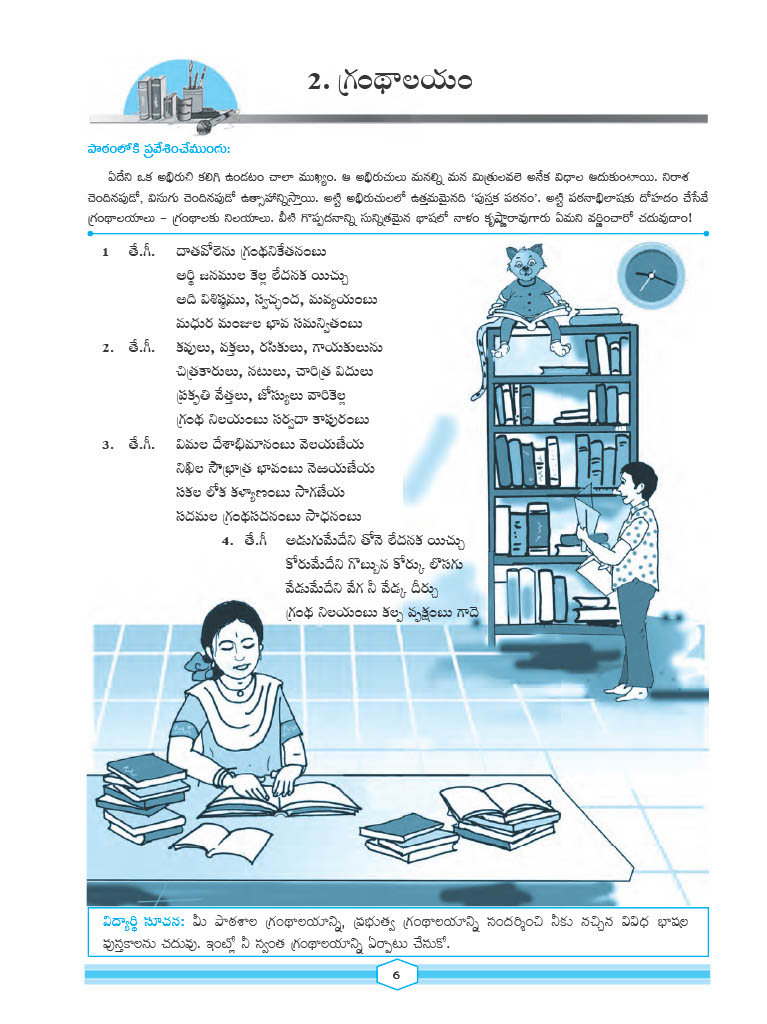 2. గ్రంథాలయం
పాఠంలోకి ప్రవేశించేముందు:
ఏదేని ఒక అభిరుచి కలిగి ఉండటం చాలా ముఖ్యం. ఆ అభిరుచులు మనల్ని మన మిత్రులవలె అనేక విధాల ఆదుకుంటాయి. నిరాశ
చెందినపుడో, విసుగు చెందినపుడో ఉత్సాహాన్నిస్తాయి. అట్టి అభిరుచులలో ఉత్తమమైనది 'పుస్తక పఠనం'. అట్టి పఠనాభిలాషకు దోహదం చేసేవే
గ్రంథాలయాలు – గ్రంథాలకు నిలయాలు. వీటి గొప్పదనాన్ని సున్నితమైన భాషలో నాళం కృష్ణారావుగారు ఏమని వర్ణించారో చదువుదాం!
1 తే.గీ. దాతవోలెను గ్రంథనికేతనంబు
ఆర్థి జనముల కెల్ల లేదనక యిచ్చు
అది విశిష్టము, స్వచ్ఛంద, మవ్యయంబు
మధుర మంజుల భావ సమన్వితంబు
2. తే.గీ. కవులు, వక్తలు, రసికులు, గాయకులును
చిత్రకారులు, నటులు, చారిత్ర విదులు
ప్రకృతి వేత్తలు, జోస్యులు వారికెల్ల
గ్రంథ నిలయంబు సర్వదా కాపురంబు
3. తే.గీ. విమల దేశాభిమానంబు వెలయజేయ
నిఖిల సౌభ్రాత్ర భావంబు నెఱయజేయ
సకల లోక కళ్యాణంబు సాగజేయ
సదమల గ్రంథసదనంబు సాధనంబు
4. తే.గీ అడుగుమేదేని తోనె లేదనక యిచ్చు
కోరుమేదేని గొబ్బున కోర్కు లొసగు
వేడుమేదేని వేగ నీ వేడ్క దీర్చు
గ్రంథ నిలయంబు కల్ప వృక్షంబు గాదె
విద్యార్థి సూచన: మీ పాఠశాల గ్రంథాలయాన్ని, ప్రభుత్వ గ్రంథాలయాన్ని సందర్శించి నీకు నచ్చిన వివిధ భాషల
పుస్తకాలను చదువు. ఇంట్లో నీ స్వంత గ్రంథాలయాన్ని ఏర్పాటు చేసుకో.
6